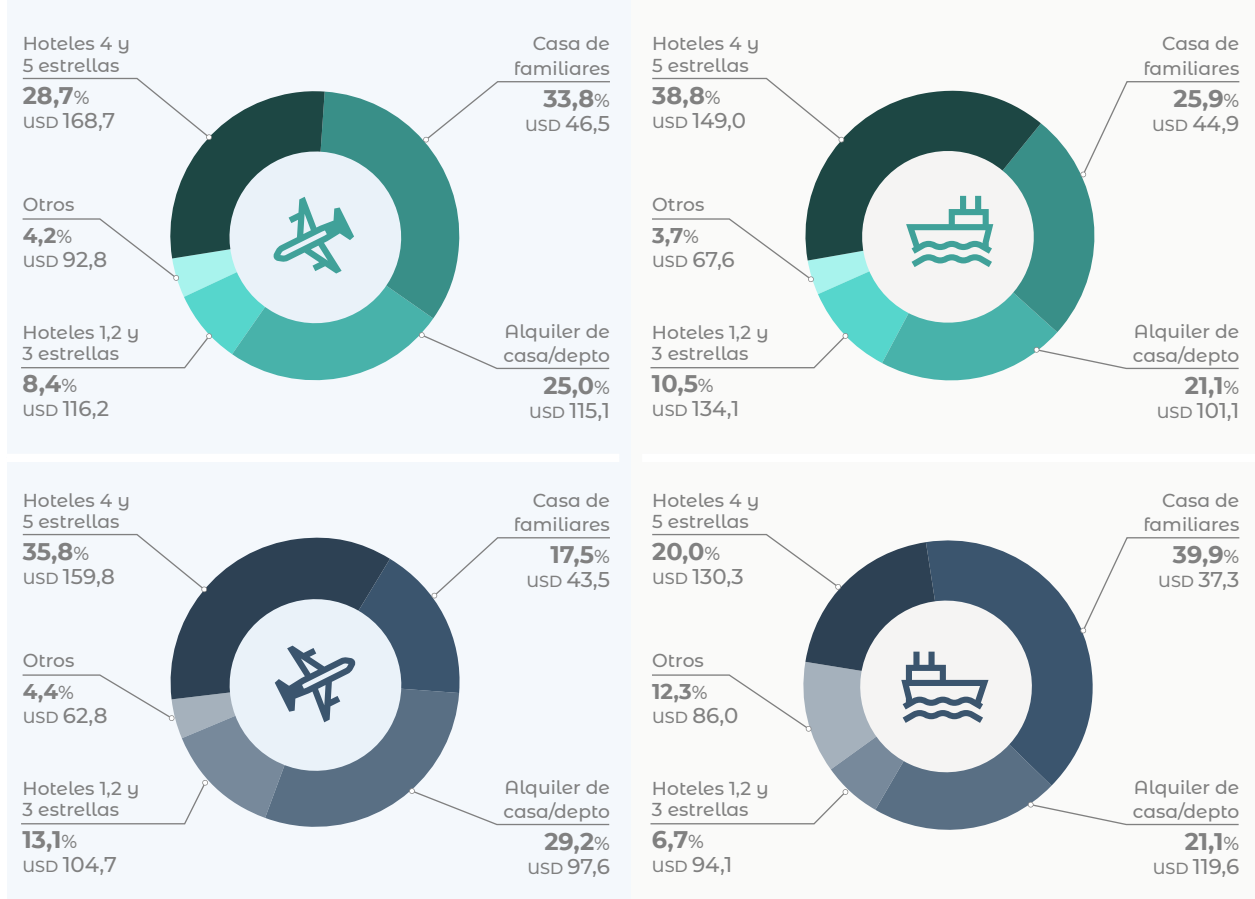 Hoteles 4 y
5 estrellas
28,7%
USD 168,7
Casa de
familiares
33,8%
USD 46,5
Otros
4,2%
USD 92,8
Hoteles 1,2 y
3 estrellas
8,4%
USD 116,2
Alquiler de
casa/depto
25,0%
USD 115,1
Hoteles 4 y
5 estrellas
38,8%
USD 149,0
Casa de
familiares
25,9%
USD 44,9
Otros
3,7%
USD 67,6
Hoteles 1,2 y
3 estrellas
10,5%
USD 134,1
Alquiler de
casa/depto
21,1%
USD 101,1
Hoteles 4 y
5 estrellas
35,8%
USD 159,8
Casa de
familiares
17,5%
USD 43,5
Otros
4,4%
USD 62,8
Hoteles 1,2 y
3 estrellas
13,1%
USD 104,7
Alquiler de
casa/depto
29,2%
USD 97,6
Hoteles 4 y
5 estrellas
20,0%
USD 130,3
Casa de
familiares
39,9%
USD 37,3
Otros
12,3%
USD 86,0
Hoteles 1,2 y
3 estrellas
6,7%
USD 94,1
Alquiler de
casa/depto
21,1%
USD 119,6